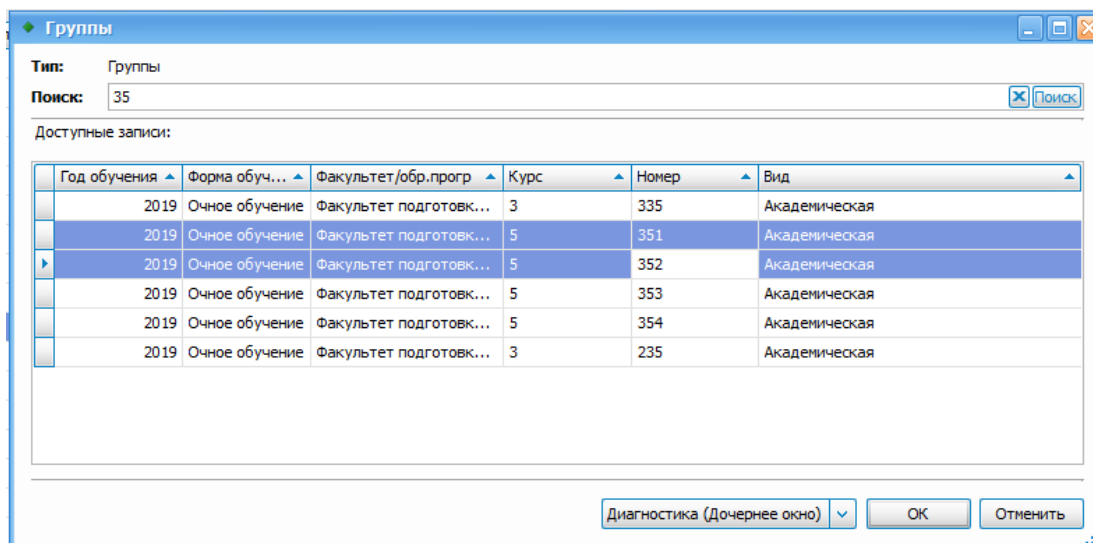 Группы
Тип: Группы
Поиск: 35 Поиск
Доступные записи:
Год обучения Форма обуч... Факультет/обр.прогр Курс Номер Вид
2019 Очное обучение Факультет подготовк... 3 335 Академическая
2019 Очное обучение Факультет подготовк... 5 351 Академическая
2019 Очное обучение Факультет подготовк... 5 352 Академическая
2019 Очное обучение Факультет подготовк... 5 353 Академическая
2019 Очное обучение Факультет подготовк... 5 354 Академическая
2019 Очное обучение Факультет подготовк... 3 235 Академическая
Диагностика (Дочернее окно) ОК Отменить